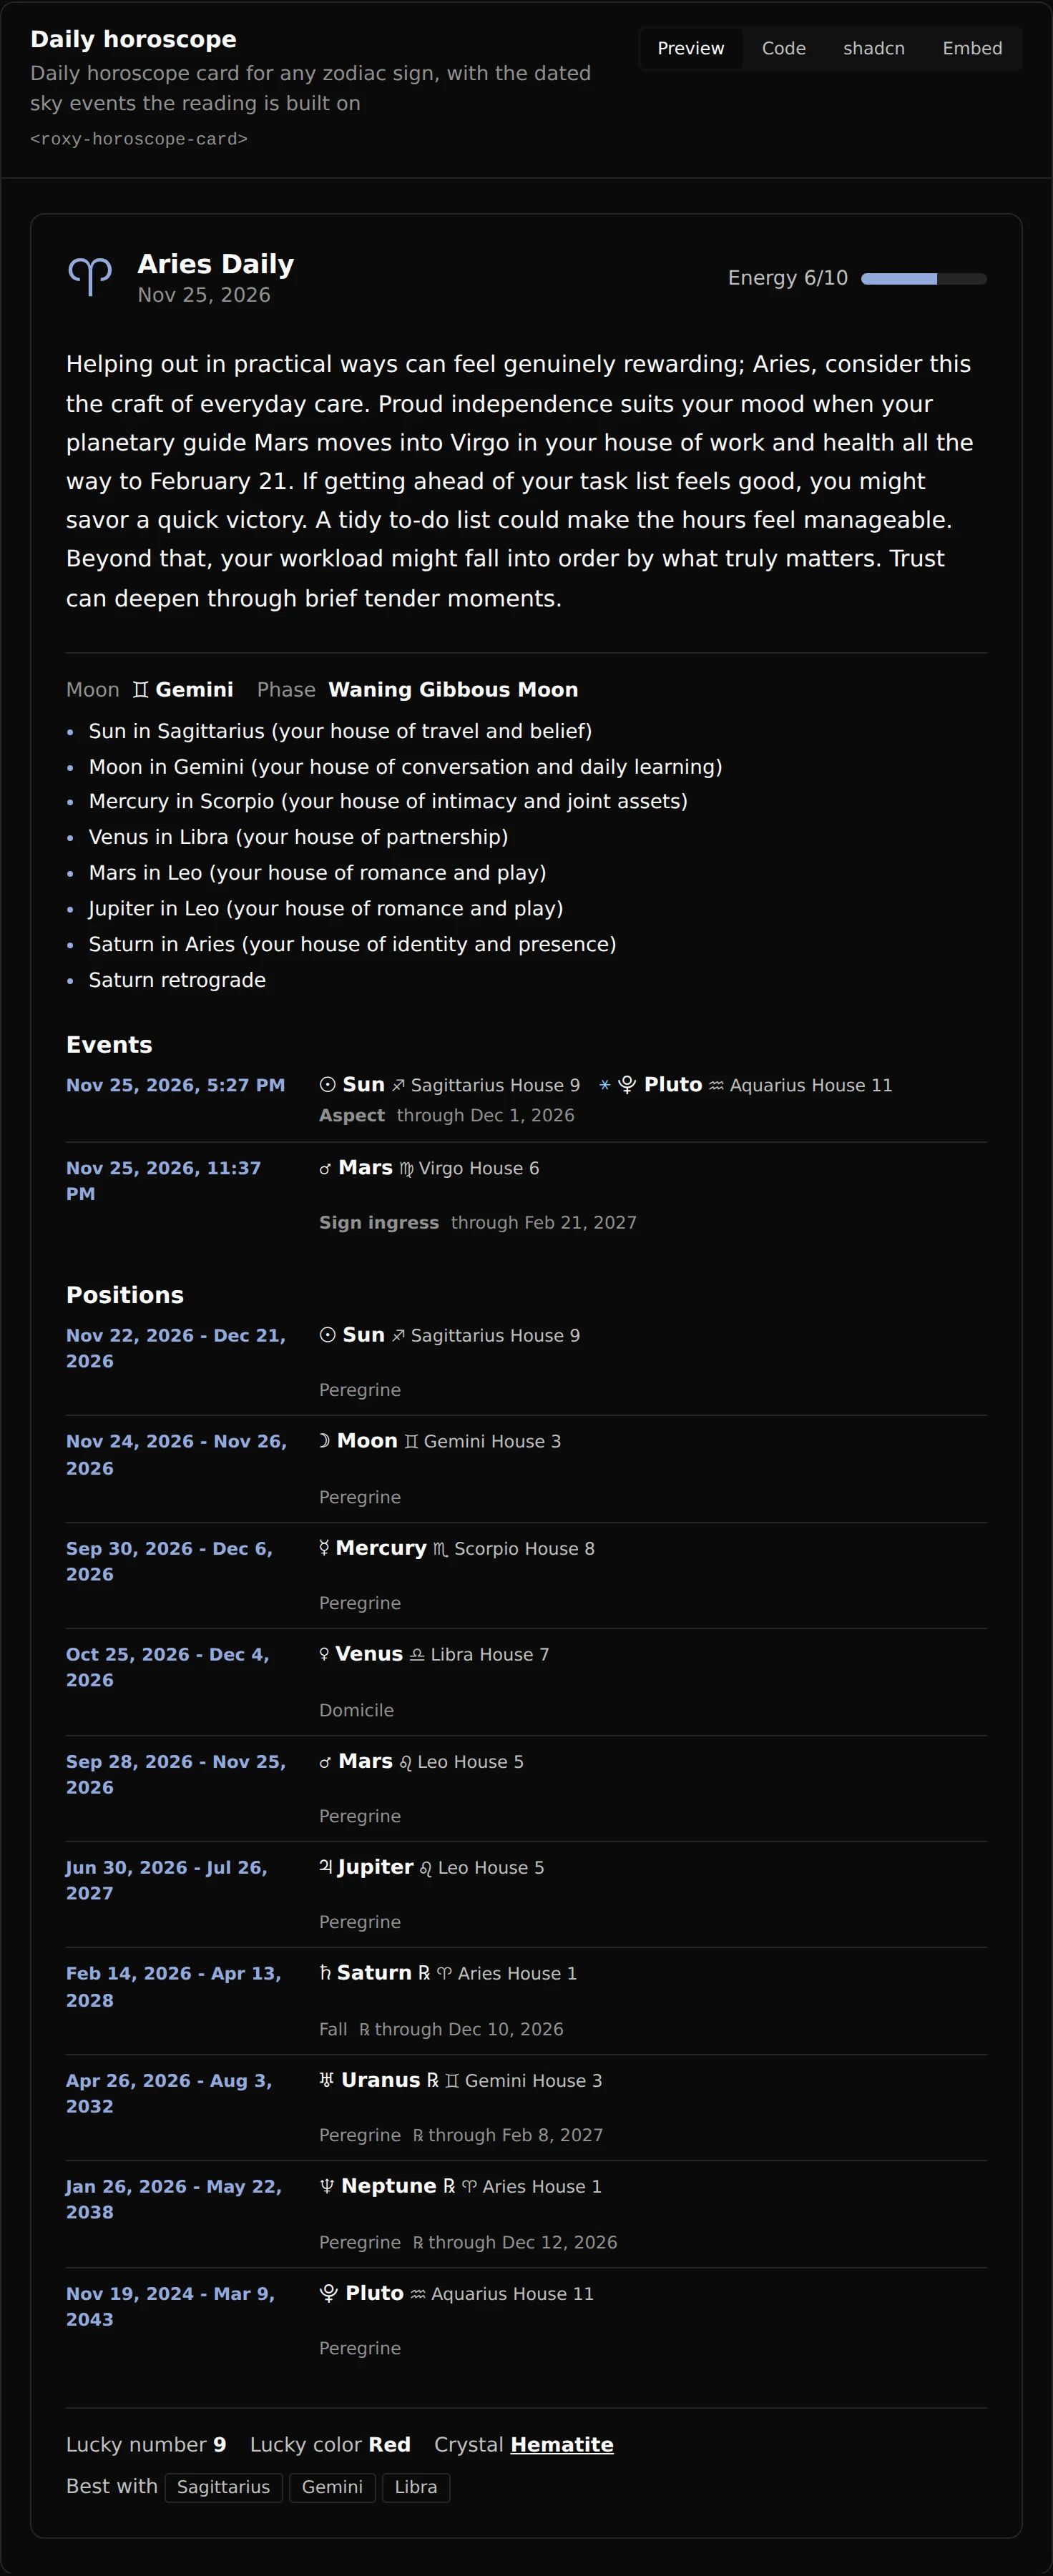 Daily horoscope
Preview Code shadcn Embed
Daily horoscope card for any zodiac sign, with the dated
sky events the reading is built on
<roxy-horoscope-card>
♈ Aries Daily
Nov 25, 2026
Energy 6/10
Helping out in practical ways can feel genuinely rewarding; Aries, consider this
the craft of everyday care. Proud independence suits your mood when your
planetary guide Mars moves into Virgo in your house of work and health all the
way to February 21. If getting ahead of your task list feels good, you might
savor a quick victory. A tidy to-do list could make the hours feel manageable.
Beyond that, your workload might fall into order by what truly matters. Trust
can deepen through brief tender moments.
Moon ♊ Gemini Phase Waning Gibbous Moon
• Sun in Sagittarius (your house of travel and belief)
• Moon in Gemini (your house of conversation and daily learning)
• Mercury in Scorpio (your house of intimacy and joint assets)
• Venus in Libra (your house of partnership)
• Mars in Leo (your house of romance and play)
• Jupiter in Leo (your house of romance and play)
• Saturn in Aries (your house of identity and presence)
• Saturn retrograde
Events
Nov 25, 2026, 5:27 PM ☉ Sun ♐ Sagittarius House 9 ⚹ ♇ Pluto ♒ Aquarius House 11
Aspect through Dec 1, 2026
Nov 25, 2026, 11:37 ♂ Mars ♍ Virgo House 6
PM
Sign ingress through Feb 21, 2027
Positions
Nov 22, 2026 - Dec 21, ☉ Sun ♐ Sagittarius House 9
2026
Peregrine
Nov 24, 2026 - Nov 26, ☽ Moon ♊ Gemini House 3
2026
Peregrine
Sep 30, 2026 - Dec 6, ☿ Mercury ♏ Scorpio House 8
2026
Peregrine
Oct 25, 2026 - Dec 4, ♀ Venus ♎ Libra House 7
2026
Domicile
Sep 28, 2026 - Nov 25, ♂ Mars ♌ Leo House 5
2026
Peregrine
Jun 30, 2026 - Jul 26, ♃ Jupiter ♌ Leo House 5
2027
Peregrine
Feb 14, 2026 - Apr 13, ♄ Saturn ℞ ♈ Aries House 1
2028
Fall ℞ through Dec 10, 2026
Apr 26, 2026 - Aug 3, ♅ Uranus ℞ ♊ Gemini House 3
2032
Peregrine ℞ through Feb 8, 2027
Jan 26, 2026 - May 22, ♆ Neptune ℞ ♈ Aries House 1
2038
Peregrine ℞ through Dec 12, 2026
Nov 19, 2024 - Mar 9, ♇ Pluto ♒ Aquarius House 11
2043
Peregrine
Lucky number 9 Lucky color Red Crystal Hematite
Best with Sagittarius Gemini Libra